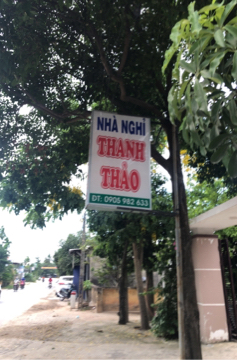 NHÀ NGHỈ
THANH
THẢO
ĐT: 0905 982 633